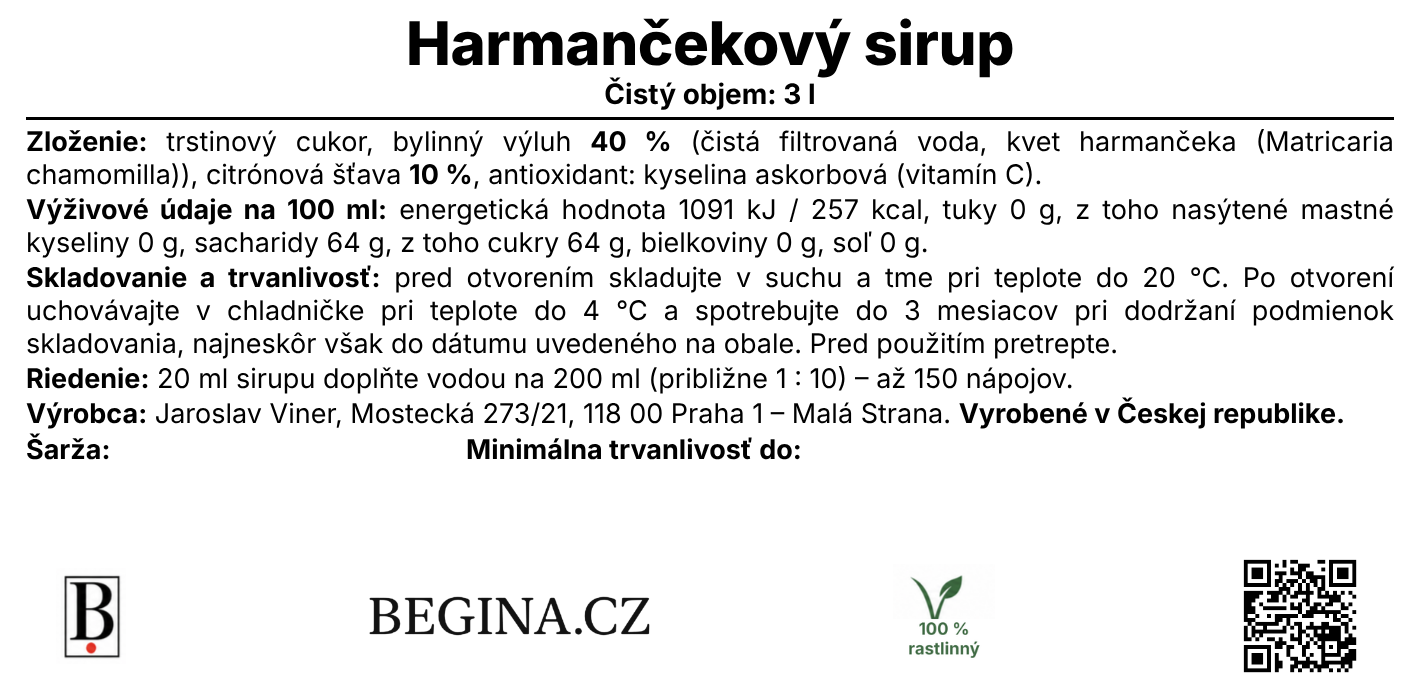 Harmančekový sirup
Čistý objem: 3 l
Zloženie: trstinový cukor, bylinný výluh 40 % (čistá filtrovaná voda, kvet harmančeka (Matricaria
chamomilla)), citrónová šťava 10 %, antioxidant: kyselina askorbová (vitamín C).
Výživové údaje na 100 ml: energetická hodnota 1091 kJ / 257 kcal, tuky 0 g, z toho nasýtené mastné
kyseliny 0 g, sacharidy 64 g, z toho cukry 64 g, bielkoviny 0 g, soľ 0 g.
Skladovanie a trvanlivosť: pred otvorením skladujte v suchu a tme pri teplote do 20 °C. Po otvorení
uchovávajte v chladničke pri teplote do 4 °C a spotrebujte do 3 mesiacov pri dodržaní podmienok
skladovania, najneskôr však do dátumu uvedeného na obale. Pred použitím pretrepte.
Riedenie: 20 ml sirupu doplňte vodou na 200 ml (približne 1 : 10) – až 150 nápojov.
Výrobca: Jaroslav Viner, Mostecká 273/21, 118 00 Praha 1 – Malá Strana. Vyrobené v Českej republike.
Šarža: Minimálna trvanlivosť do:
B
BEGINA.CZ
100 %
rastlinný